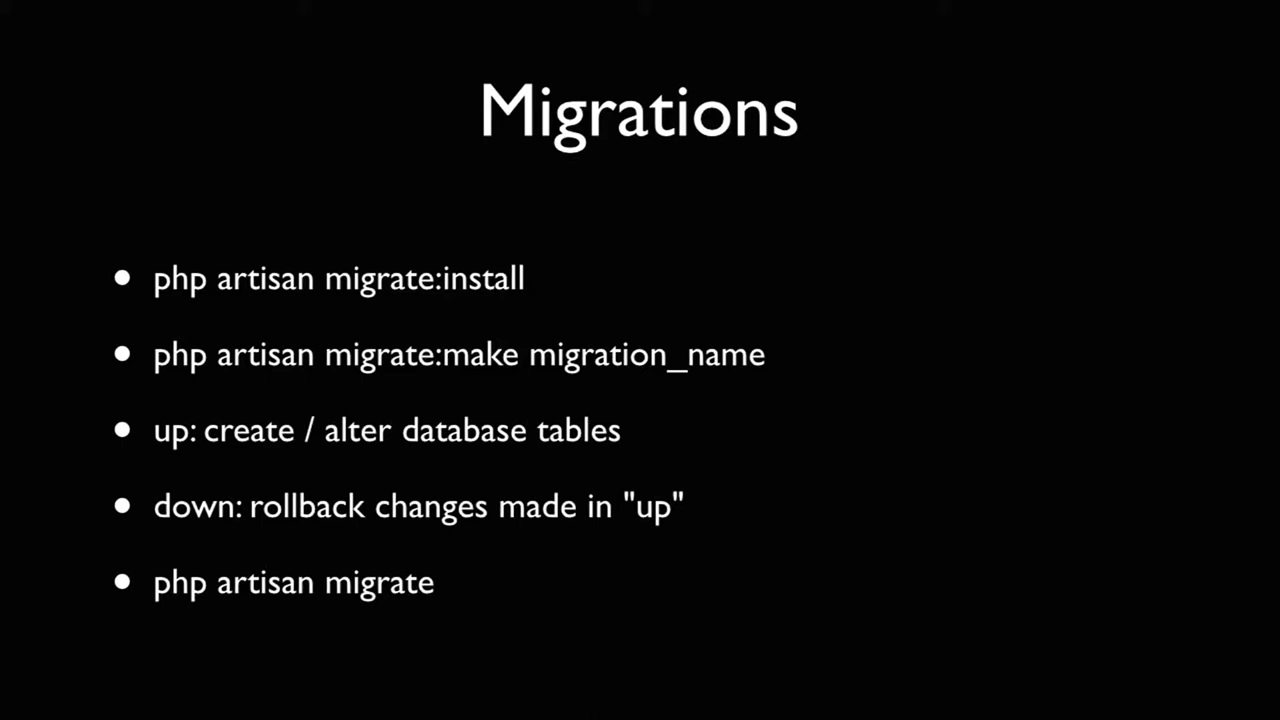 Migrations
• php artisan migrate:install
• php artisan migrate:make migration_name
• up: create / alter database tables
• down: rollback changes made in "up"
• php artisan migrate